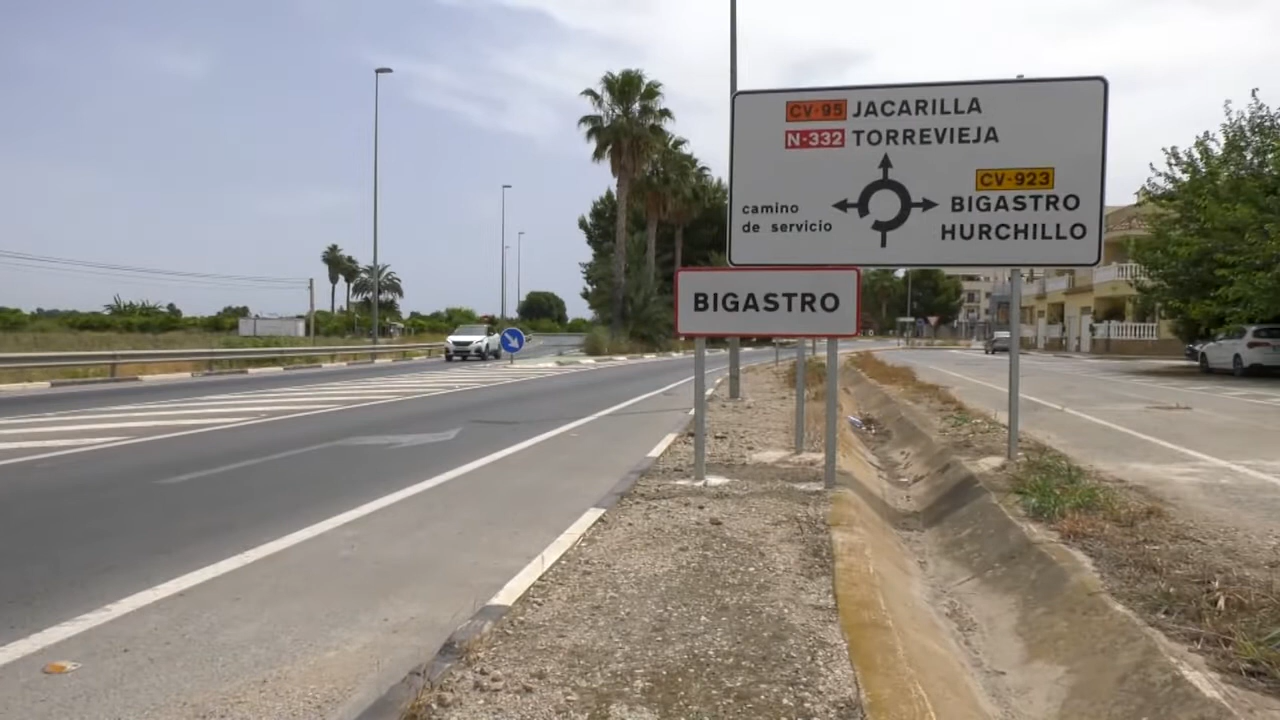 CV-95 JACARILLA
N-332 TORREVIEJA
CV-923
camino
de servicio
BIGASTRO
HURCHILLO
BIGASTRO